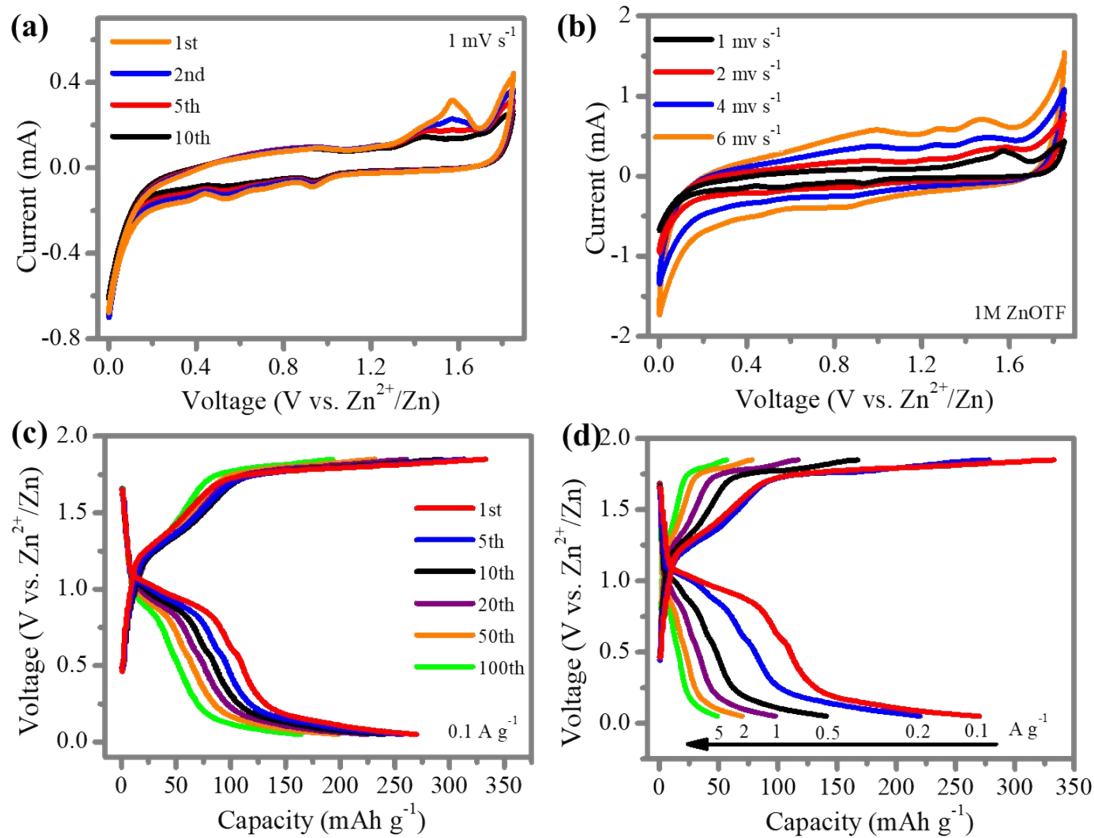 (a)
1 mV s⁻¹
1st
2nd
5th
10th
0.4
0.0
-0.4
-0.8
Current (mA)
0.0 0.4 0.8 1.2 1.6
Voltage (V vs. Zn²⁺/Zn)
(b)
1 mv s⁻¹
2 mv s⁻¹
4 mv s⁻¹
6 mv s⁻¹
2
1
0
-1
-2
Current (mA)
1M ZnOTF
0.0 0.4 0.8 1.2 1.6
Voltage (V vs. Zn²⁺/Zn)
(c)
2.0
1.5
1.0
0.5
0.0
Voltage (V vs. Zn²⁺/Zn)
1st
5th
10th
20th
50th
100th
0.1 A g⁻¹
0 50 100 150 200 250 300 350
Capacity (mAh g⁻¹)
(d)
2.0
1.5
1.0
0.5
0.0
Voltage (V vs. Zn²⁺/Zn)
5 2 1 0.5 0.2 0.1 A g⁻¹
0 50 100 150 200 250 300 350
Capacity (mAh g⁻¹)